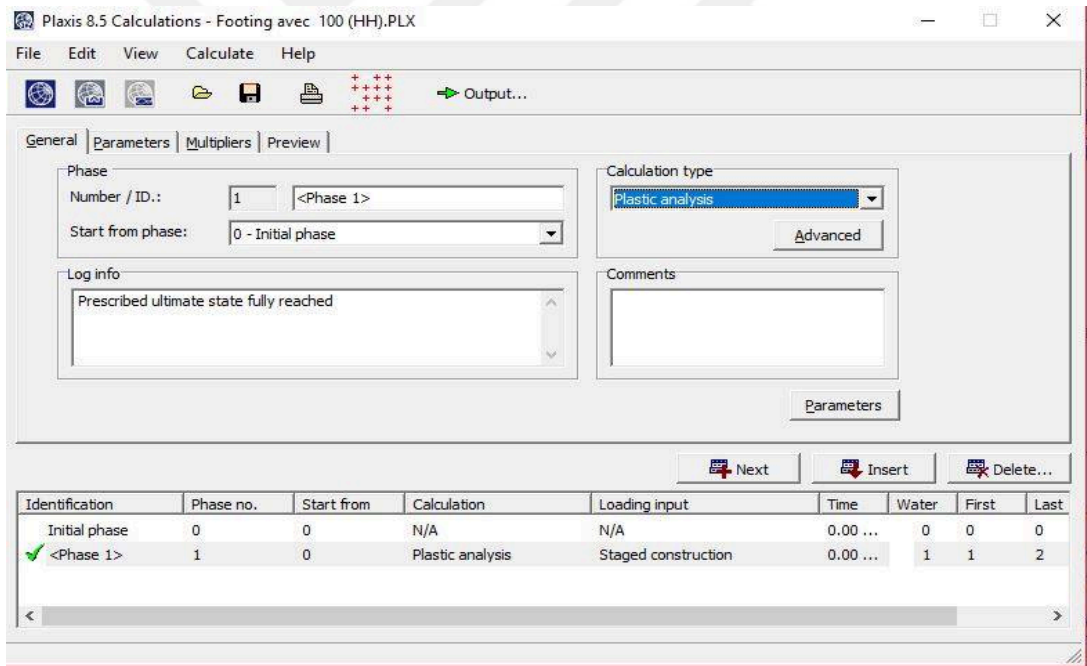 Plaxis 8.5 Calculations - Footing avec 100 (HH).PLX
File Edit View Calculate Help
Output...
General Parameters Multipliers Preview
Phase
Number / ID.: 1 <Phase 1>
Start from phase: 0 - Initial phase
Calculation type
Plastic analysis
Advanced
Log info
Prescribed ultimate state fully reached
Comments
Parameters
Next Insert Delete...
Identification Phase no. Start from Calculation Loading input Time Water First Last
Initial phase 0 0 N/A N/A 0.00 ... 0 0 0
<Phase 1> 1 0 Plastic analysis Staged construction 0.00 ... 1 1 2